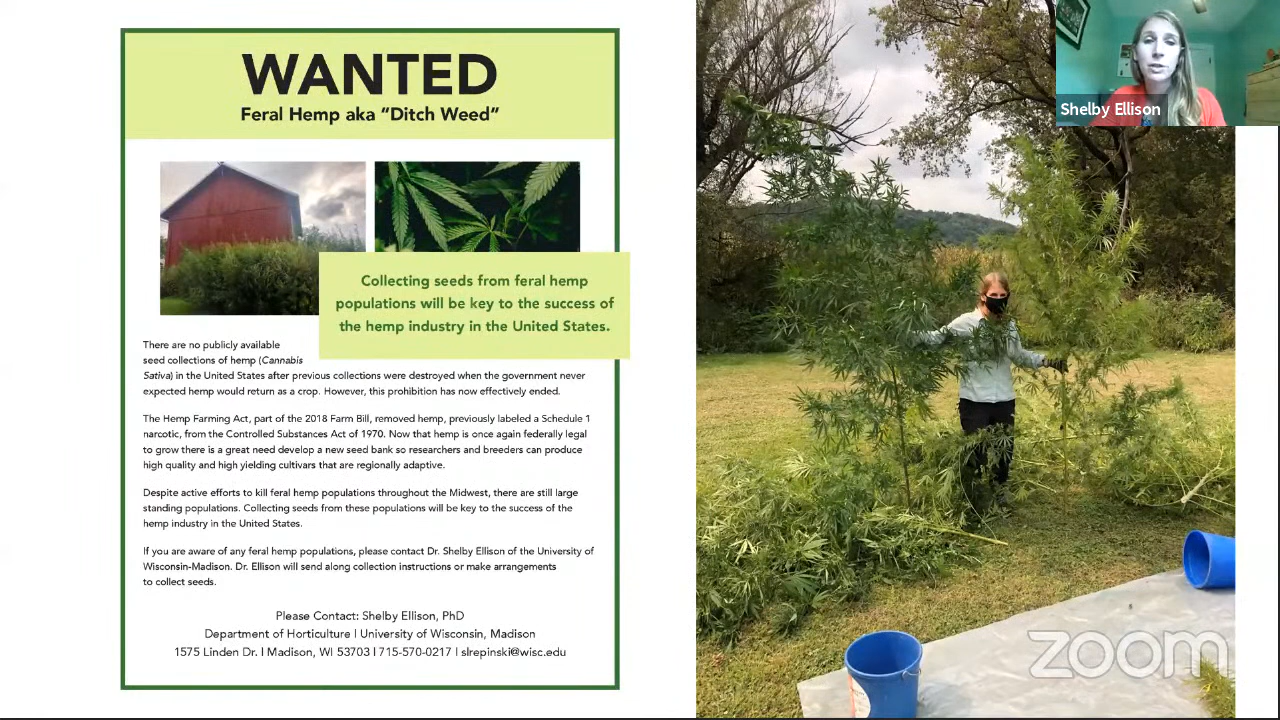 WANTED
Feral Hemp aka “Ditch Weed”
Collecting seeds from feral hemp
populations will be key to the success of
the hemp industry in the United States.
There are no publicly available
seed collections of hemp (Cannabis
Sativa) in the United States after previous collections were destroyed when the government never
expected hemp would return as a crop. However, this prohibition has now effectively ended.
The Hemp Farming Act, part of the 2018 Farm Bill, removed hemp, previously labeled a Schedule 1
narcotic, from the Controlled Substances Act of 1970. Now that hemp is once again federally legal
to grow there is a great need develop a new seed bank so researchers and breeders can produce
high quality and high yielding cultivars that are regionally adaptive.
Despite active efforts to kill feral hemp populations throughout the Midwest, there are still large
standing populations. Collecting seeds from these populations will be key to the success of the
hemp industry in the United States.
If you are aware of any feral hemp populations, please contact Dr. Shelby Ellison of the University of
Wisconsin-Madison. Dr. Ellison will send along collection instructions or make arrangements
to collect seeds.
Please Contact: Shelby Ellison, PhD
Department of Horticulture | University of Wisconsin, Madison
1575 Linden Dr. | Madison, WI 53703 | 715-570-0217 | slrepinski@wisc.edu
Shelby Ellison
zoom